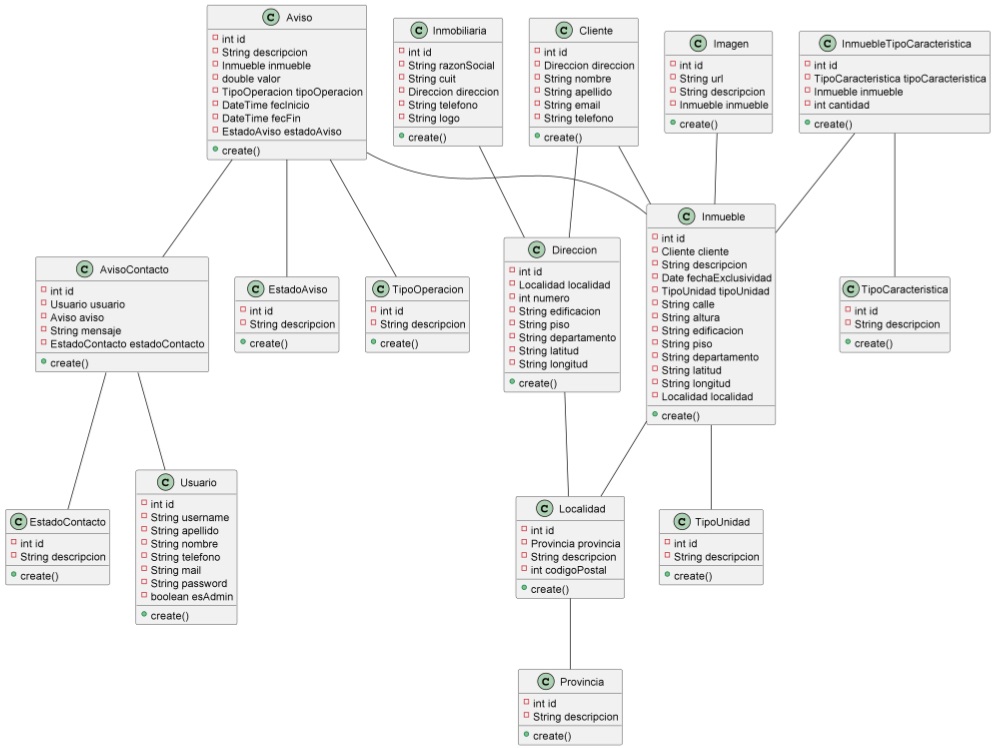 C Aviso
int id
String descripcion
Inmueble inmueble
double valor
TipoOperacion tipoOperacion
DateTime fecInicio
DateTime fecFin
EstadoAviso estadoAviso
create()
C Inmobiliaria
int id
String razonSocial
String cuit
Direccion direccion
String telefono
String logo
create()
C Cliente
int id
Direccion direccion
String nombre
String apellido
String email
String telefono
create()
C Imagen
int id
String url
String descripcion
Inmueble inmueble
create()
C InmuebleTipoCaracteristica
int id
TipoCaracteristica tipoCaracteristica
Inmueble inmueble
int cantidad
create()
C AvisoContacto
int id
Usuario usuario
Aviso aviso
String mensaje
EstadoContacto estadoContacto
create()
C EstadoAviso
int id
String descripcion
create()
C TipoOperacion
int id
String descripcion
create()
C Direccion
int id
Localidad localidad
int numero
String edificacion
String piso
String departamento
String latitud
String longitud
create()
C Inmueble
int id
Cliente cliente
String descripcion
Date fechaExclusividad
TipoUnidad tipoUnidad
String calle
String altura
String edificacion
String piso
String departamento
String latitud
String longitud
Localidad localidad
create()
C TipoCaracteristica
int id
String descripcion
create()
C EstadoContacto
int id
String descripcion
create()
C Usuario
int id
String username
String apellido
String nombre
String telefono
String mail
String password
boolean esAdmin
create()
C Localidad
int id
Provincia provincia
String descripcion
int codigoPostal
create()
C TipoUnidad
int id
String descripcion
create()
C Provincia
int id
String descripcion
create()